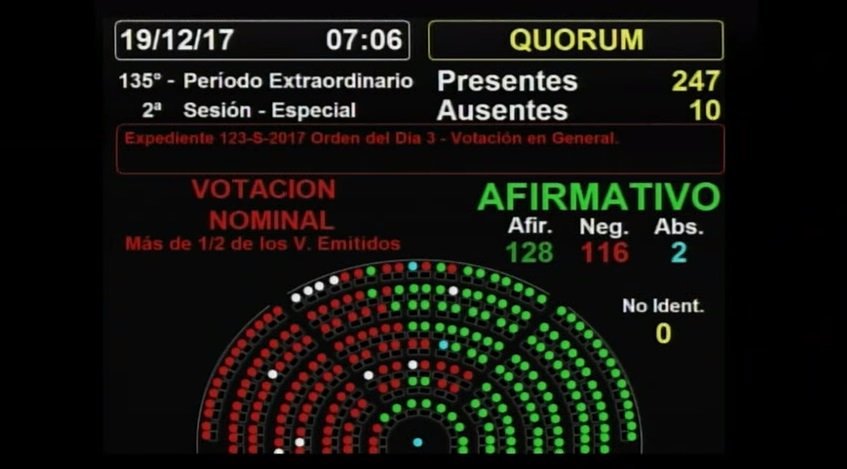 19/12/17 07:06
QUORUM
135º - Período Extraordinario
2ª Sesión - Especial
Presentes 247
Ausentes 10
Expediente 123-S-2017 Orden del Dia 3 - Votación en General.
VOTACION
NOMINAL
Más de 1/2 de los V. Emitidos
AFIRMATIVO
Afir. Neg. Abs.
128 116 2
No Ident.
0